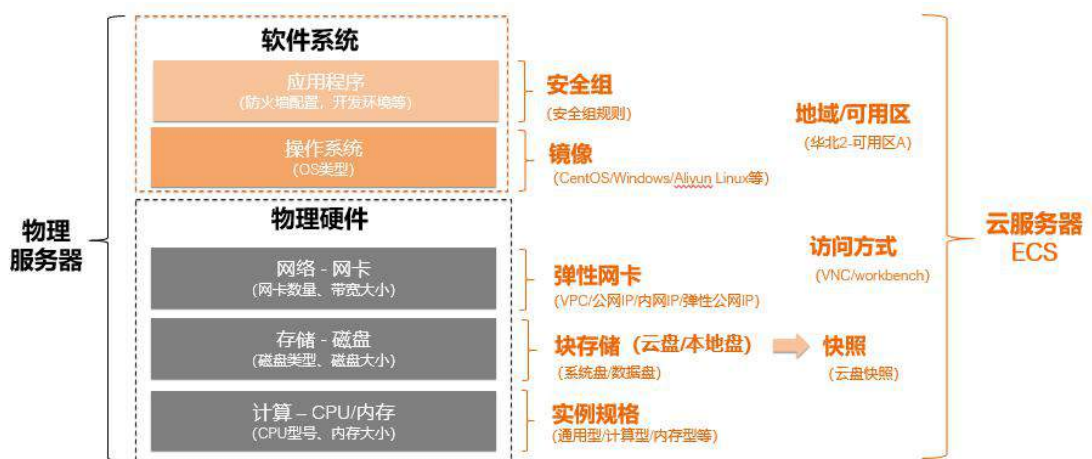 物理
服务器
软件系统
应用程序
(防火墙配置，开发环境等)
操作系统
(OS类型)
物理硬件
网络 - 网卡
(网卡数量、带宽大小)
存储 - 磁盘
(磁盘类型、磁盘大小)
计算 – CPU/内存
(CPU型号、内存大小)
安全组
(安全组规则)
镜像
(CentOS/Windows/Aliyun Linux等)
弹性网卡
(VPC/公网IP/内网IP/弹性公网IP)
块存储 (云盘/本地盘)
(系统盘/数据盘)
实例规格
(通用型/计算型/内存型等)
地域/可用区
(华北2-可用区A)
访问方式
(VNC/workbench)
快照
(云盘快照)
云服务器
ECS